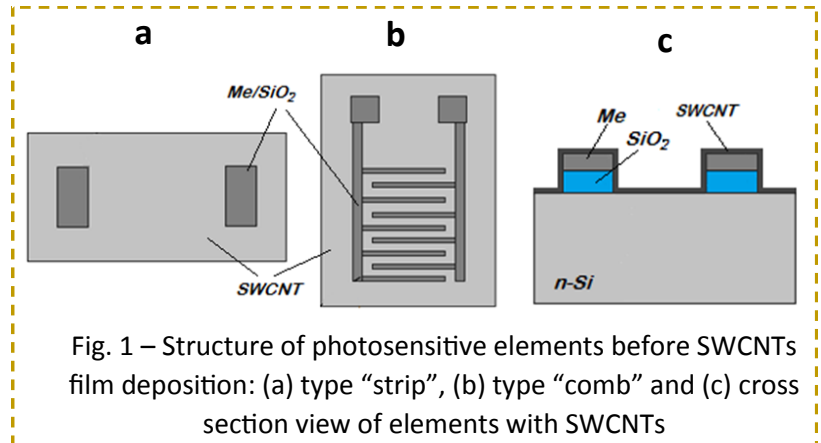 a
b
c
Me/SiO₂
SWCNT
Me
SiO₂
SWCNT
n-Si
Fig. 1 – Structure of photosensitive elements before SWCNTs
film deposition: (a) type “strip”, (b) type “comb” and (c) cross
section view of elements with SWCNTs